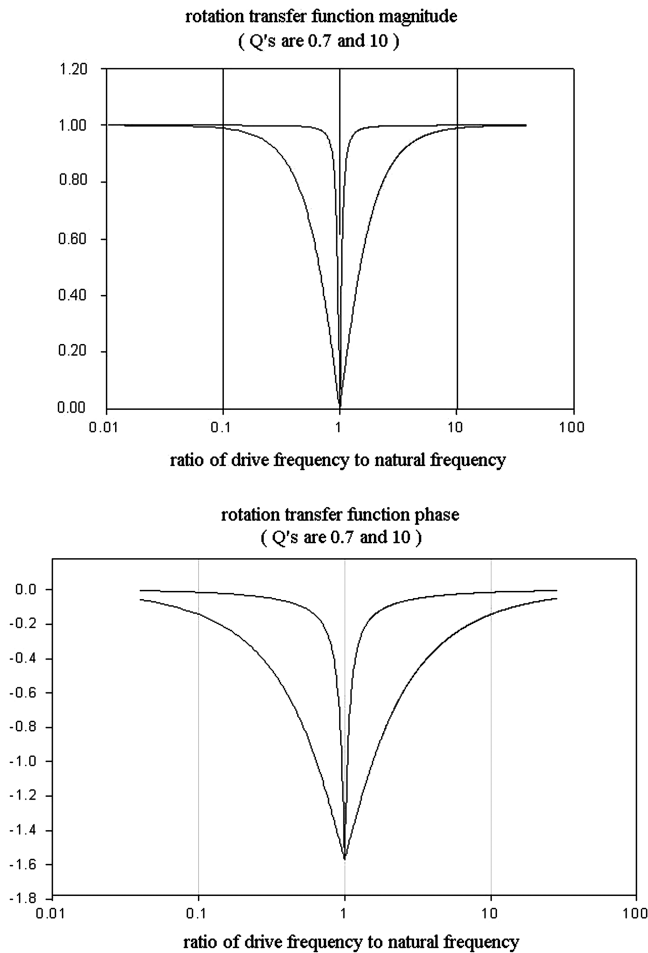 rotation transfer function magnitude
( Q's are 0.7 and 10 )
1.20
1.00
0.80
0.60
0.40
0.20
0.00
0.01 0.1 1 10 100
ratio of drive frequency to natural frequency
rotation transfer function phase
( Q's are 0.7 and 10 )
0.0
-0.2
-0.4
-0.6
-0.8
-1.0
-1.2
-1.4
-1.6
-1.8
0.01 0.1 1 10 100
ratio of drive frequency to natural frequency